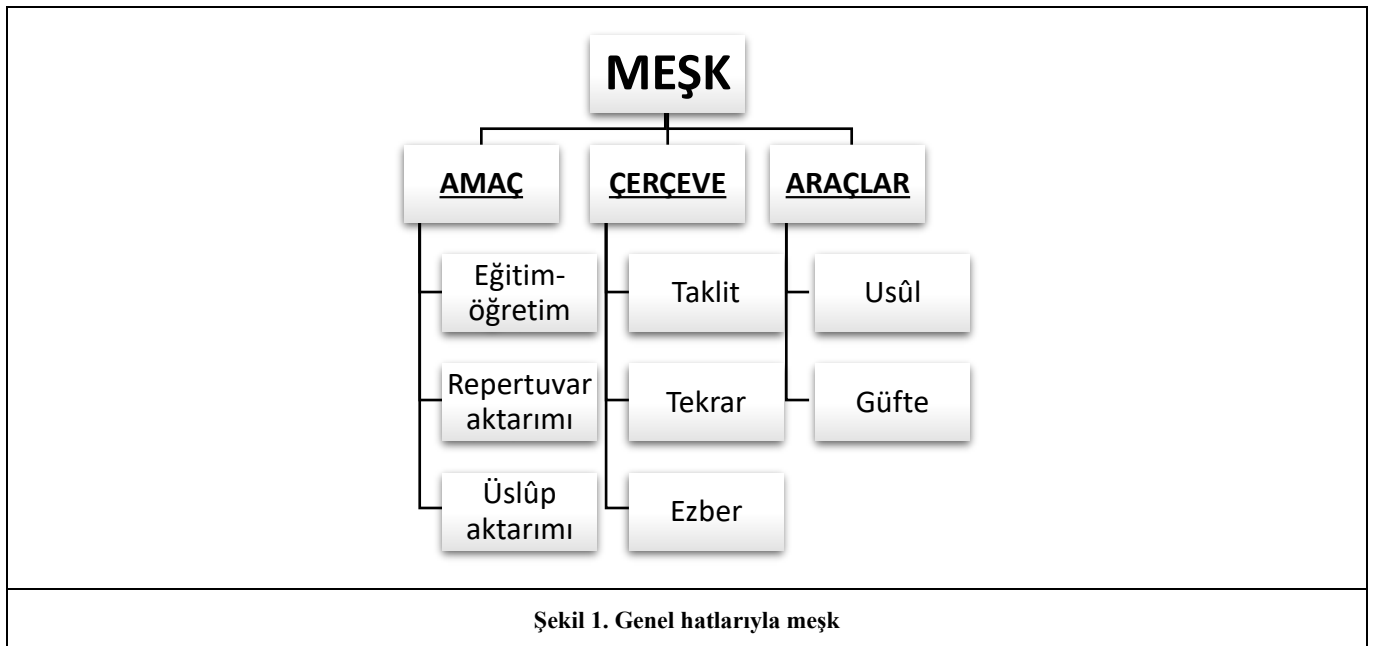 MEŞK
AMAÇ
Eğitim-
öğretim
Repertuvar
aktarımı
Üslûp
aktarımı
ÇERÇEVE
Taklit
Tekrar
Ezber
ARAÇLAR
Usûl
Güfte
Şekil 1. Genel hatlarıyla meşk